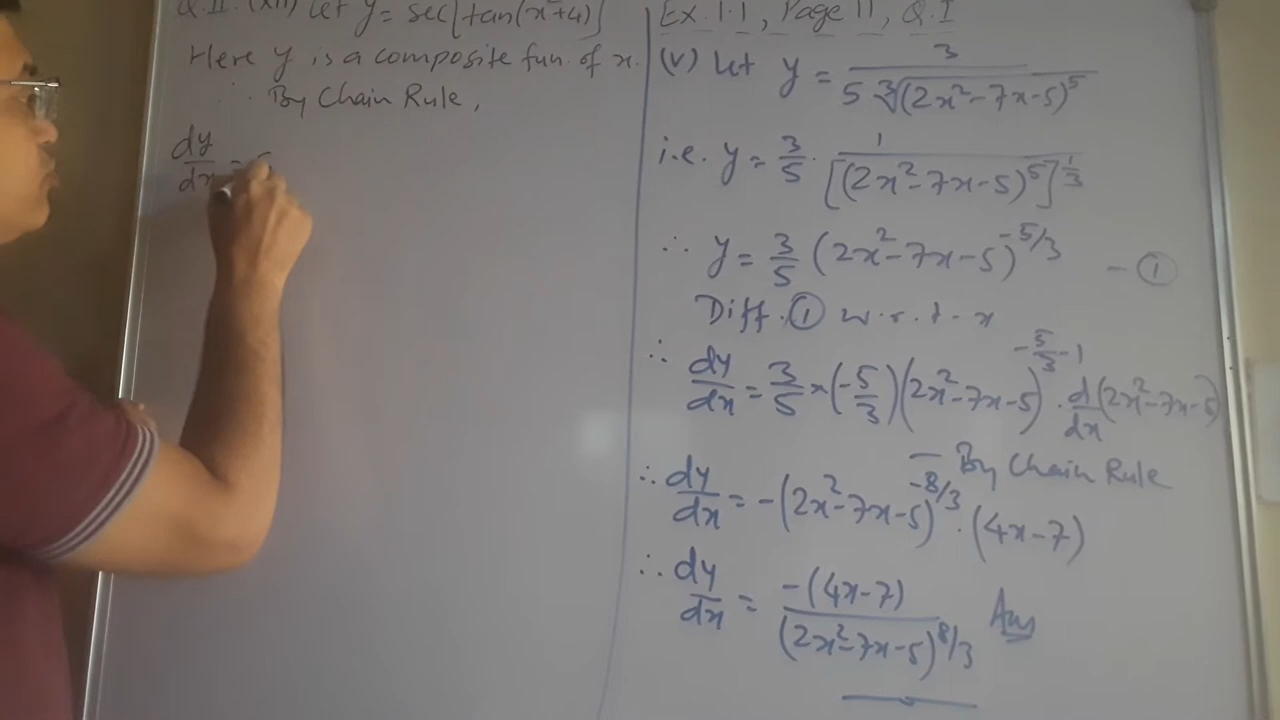 Q.II. (XII) Let y = sec[tan(x²+4)]
Here y is a composite fun. of x.
∴ By Chain Rule,
dy/dx =
Ex. 1.1, Page 11, Q.I
(v) Let y = 3/(5 ∛(2x²-7x-5)⁵)
i.e. y = 3/5 · 1/[(2x²-7x-5)⁵]^(1/3)
∴ y = 3/5 (2x²-7x-5)^(-5/3) - ①
Diff. ① w.r.t. x
∴ dy/dx = 3/5 × (-5/3)(2x²-7x-5)^(-5/3-1) · d/dx(2x²-7x-5)
— By Chain Rule
∴ dy/dx = -(2x²-7x-5)^(-8/3) · (4x-7)
∴ dy/dx = -(4x-7)/(2x²-7x-5)^(8/3) Ans